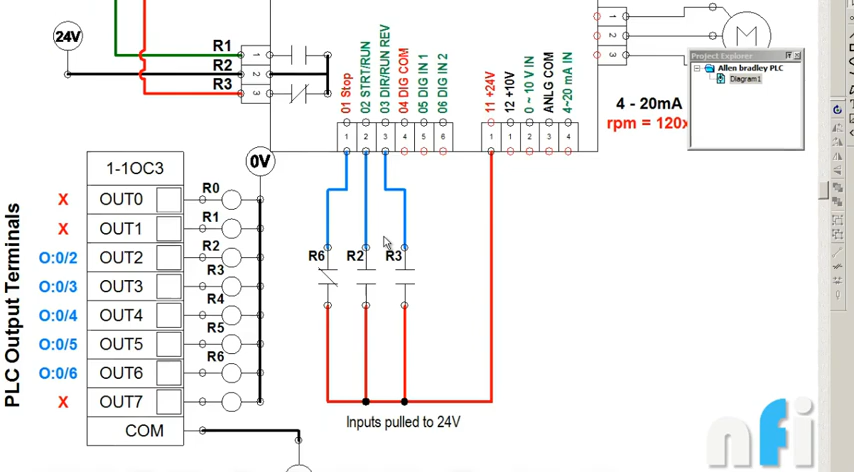 24V
R1
R2
R3
1
2
3
01 Stop
02 STRT/RUN
03 DIR/RUN REV
04 DIG COM
05 DIG IN 1
06 DIG IN 2
11 +24V
12 +10V
0 ~ 10 V IN
ANLG COM
4~20 mA IN
1 2 3 4 5 6
1 1 2 3 4
1
2
3
M
4 - 20mA
rpm = 120x
Project Explorer
Allen bradley PLC
Diagram1
0V
PLC Output Terminals
1-1OC3
X OUT0 R0
X OUT1 R1
O:0/2 OUT2 R2
O:0/3 OUT3 R3
O:0/4 OUT4 R4
O:0/5 OUT5 R5
O:0/6 OUT6 R6
X OUT7
COM
R6 R2 R3
Inputs pulled to 24V
nfi